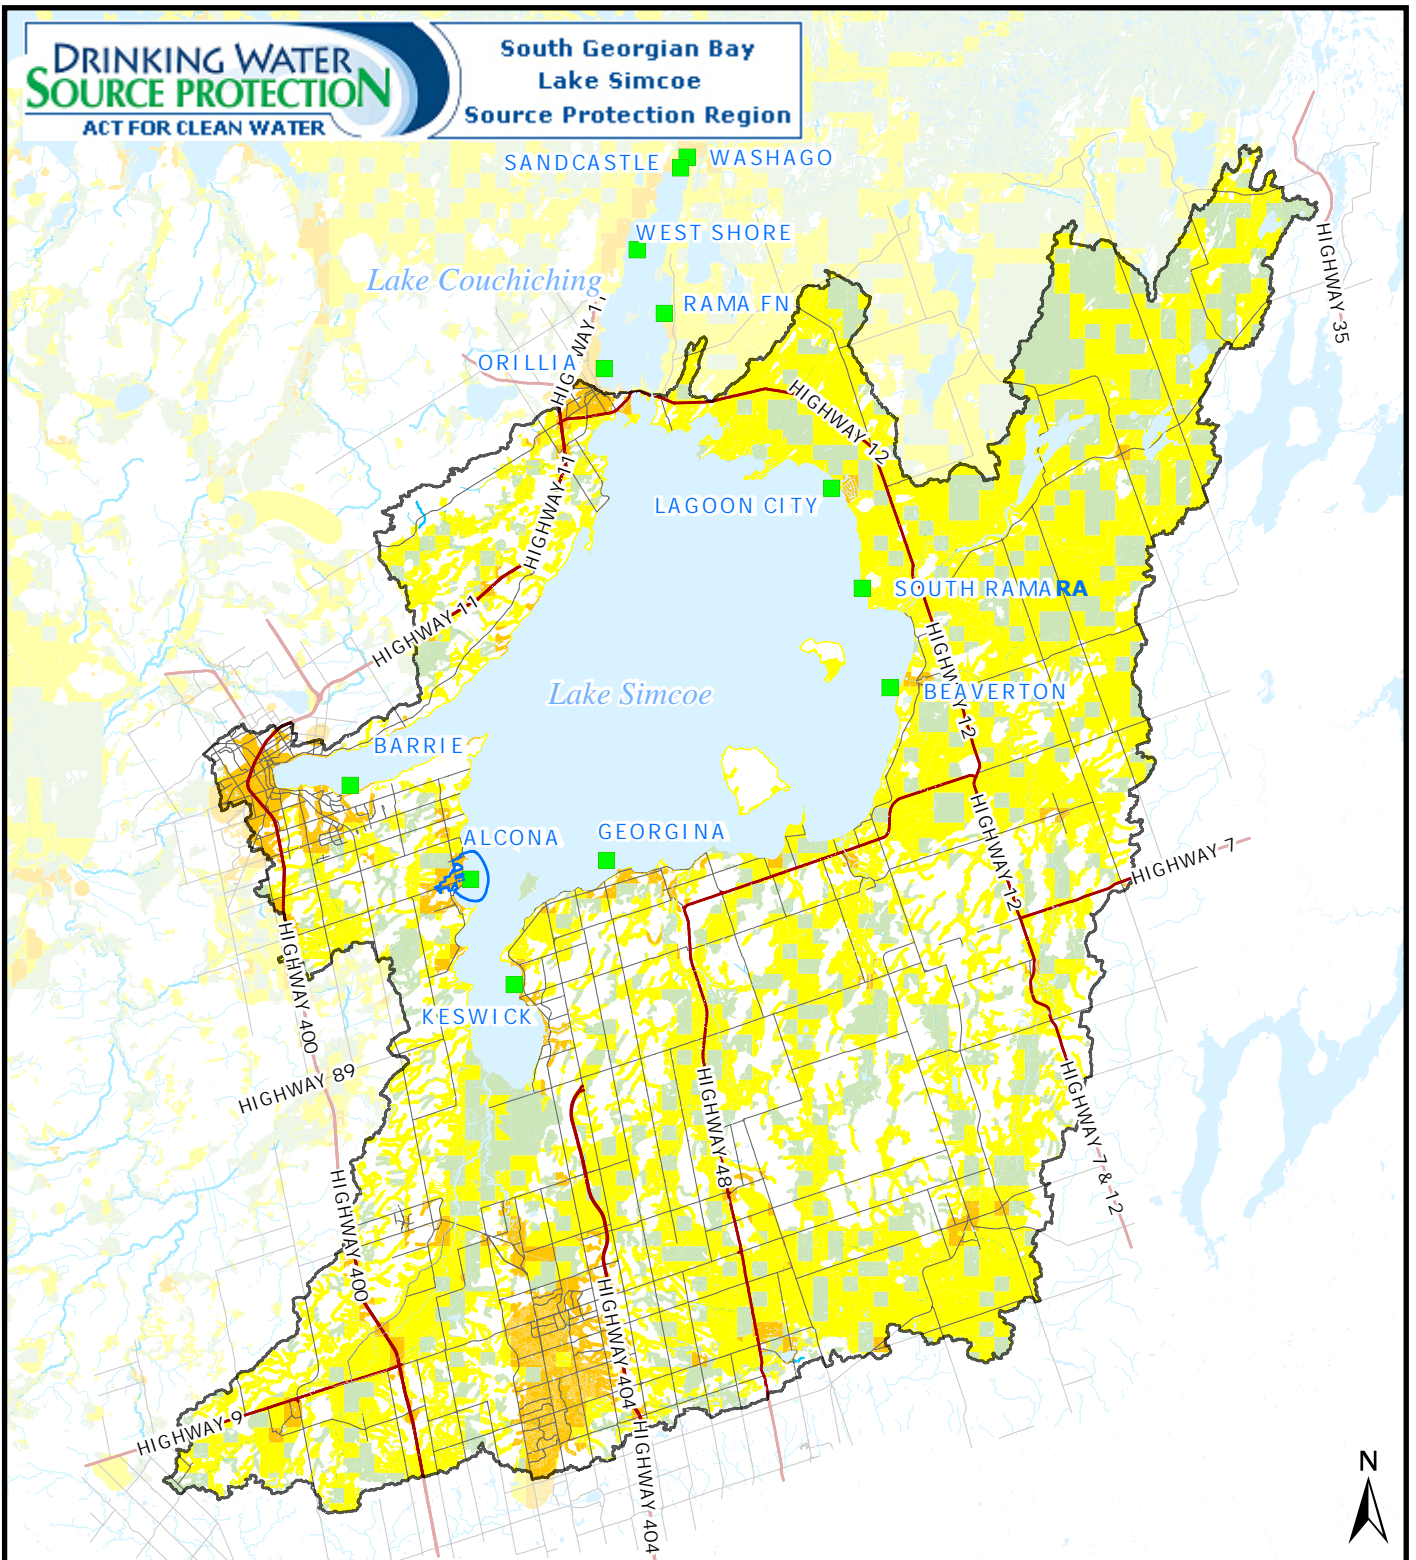 DRINKING WATER
SOURCE PROTECTION
ACT FOR CLEAN WATER
South Georgian Bay
Lake Simcoe
Source Protection Region
SANDCASTLE
WASHAGO
WEST SHORE
Lake Couchiching
RAMA FN
HIGHWAY 11
HIGHWAY 35
ORILLIA
HIGHWAY 12
HIGHWAY 11
LAGOON CITY
SOUTH RAMARA
HIGHWAY 11
HIGHWAY 12
Lake Simcoe
BEAVERTON
BARRIE
ALCONA
GEORGINA
HIGHWAY 12
HIGHWAY 7
HIGHWAY 400
KESWICK
HIGHWAY 89
HIGHWAY 48
HIGHWAY 7 & 12
HIGHWAY 400
HIGHWAY 404
HIGHWAY 9
HIGHWAY 404
N